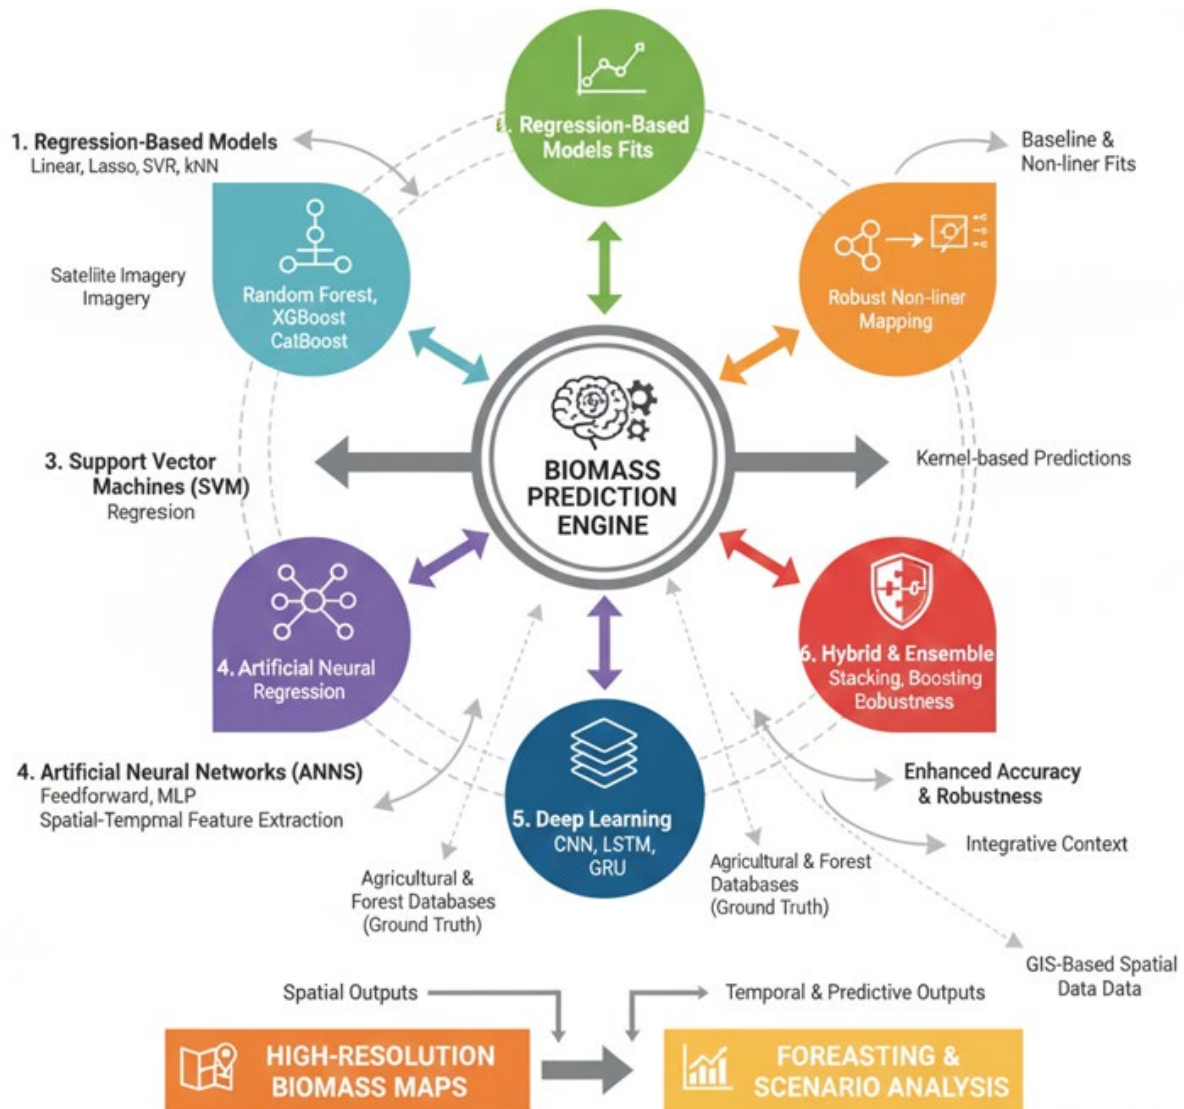 1. Regression-Based
Models Fits
1. Regression-Based Models
Linear, Lasso, SVR, kNN
Baseline &
Non-liner Fits
Sateliite Imagery
Imagery
Random Forest,
XGBoost
CatBoost
Robust Non-liner
Mapping
BIOMASS
PREDICTION
ENGINE
3. Support Vector
Machines (SVM)
Regresion
Kernel-based Predictions
4. Artificial Neural
Regression
6. Hybrid & Ensemble
Stacking, Boosting
Eobustness
4. Artificial Neural Networks (ANNS)
Feedforward, MLP
Spatial-Tempmal Feature Extraction
5. Deep Learning
CNN, LSTM,
GRU
Enhanced Accuracy
& Robustness
Integrative Context
Agricultural &
Forest Databases
(Ground Truth)
Agricultural & Forest
Databases
(Ground Truth)
GIS-Based Spatial
Data Data
Spatial Outputs
Temporal & Predictive Outputs
HIGH-RESOLUTION
BIOMASS MAPS
FOREASTING &
SCENARIO ANALYSIS